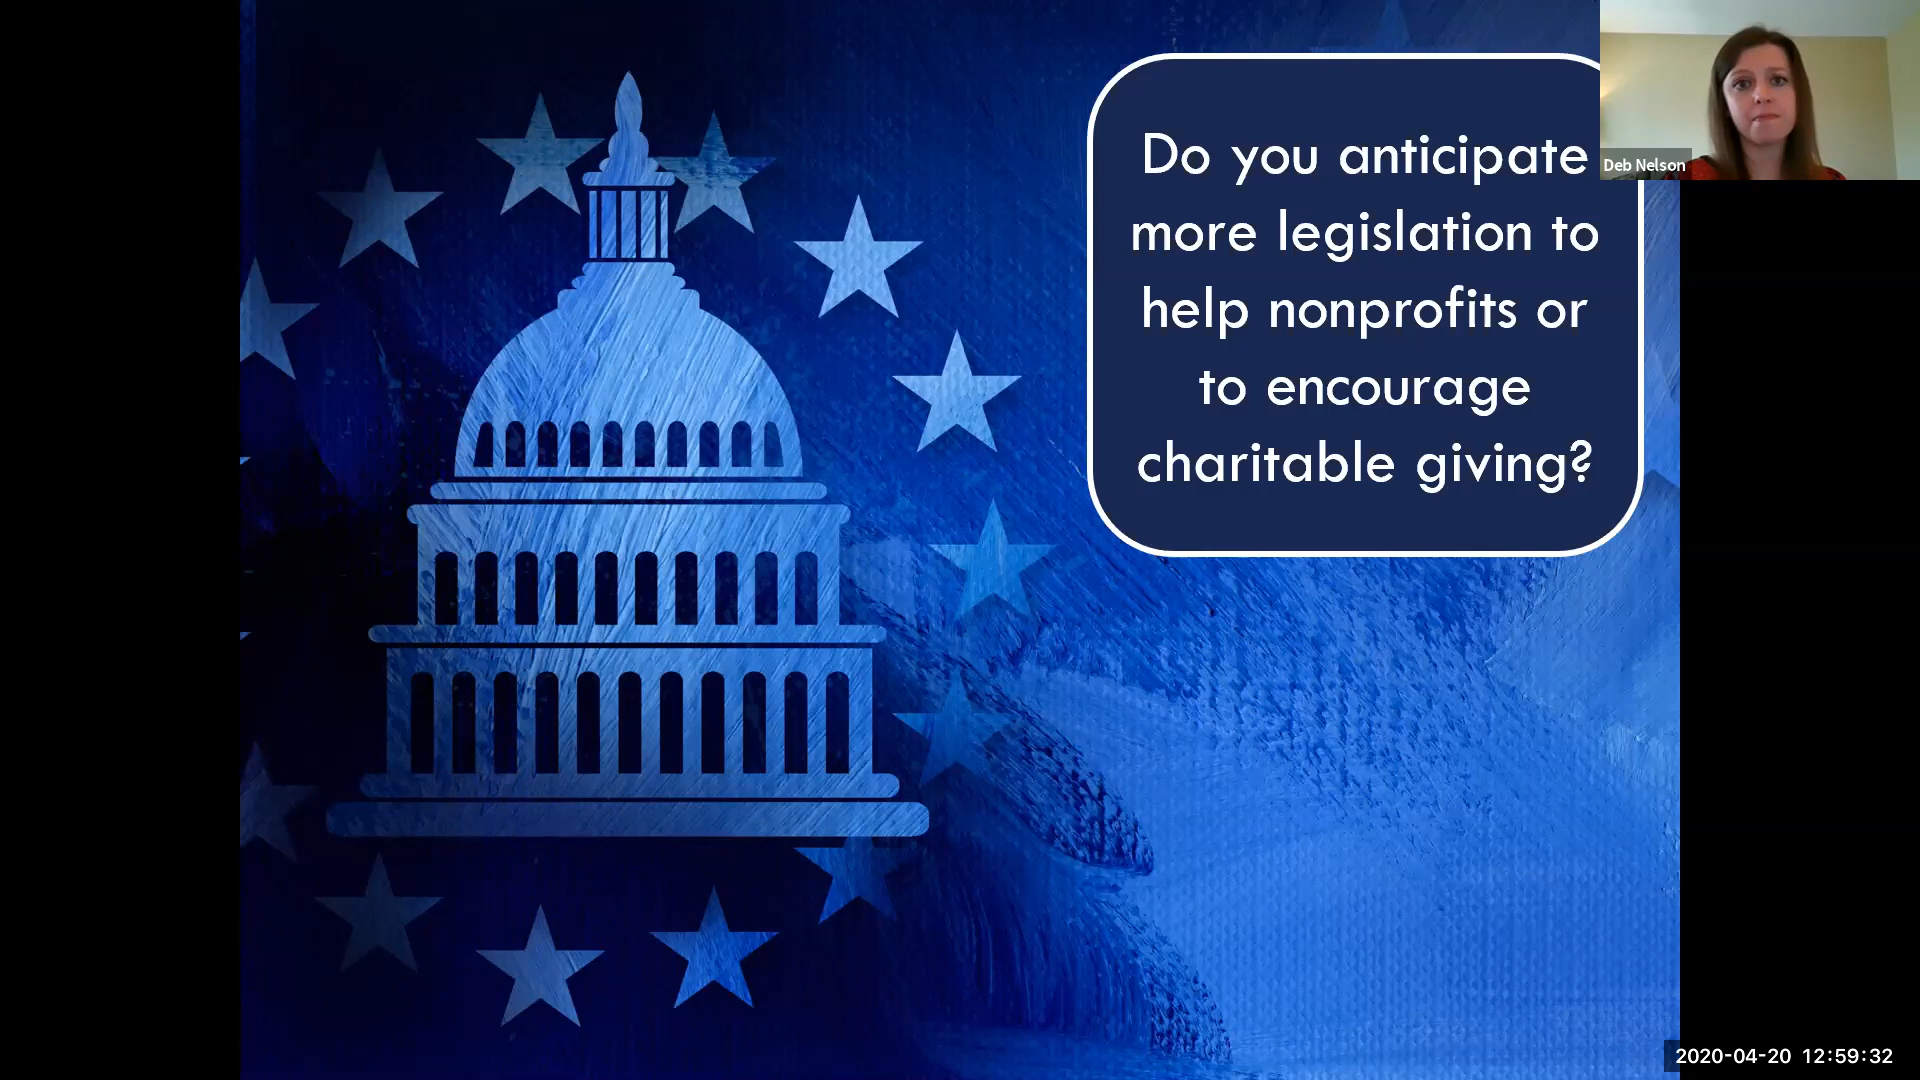 Do you anticipate
more legislation to
help nonprofits or
to encourage
charitable giving?
Deb Nelson
2020-04-20 12:59:32